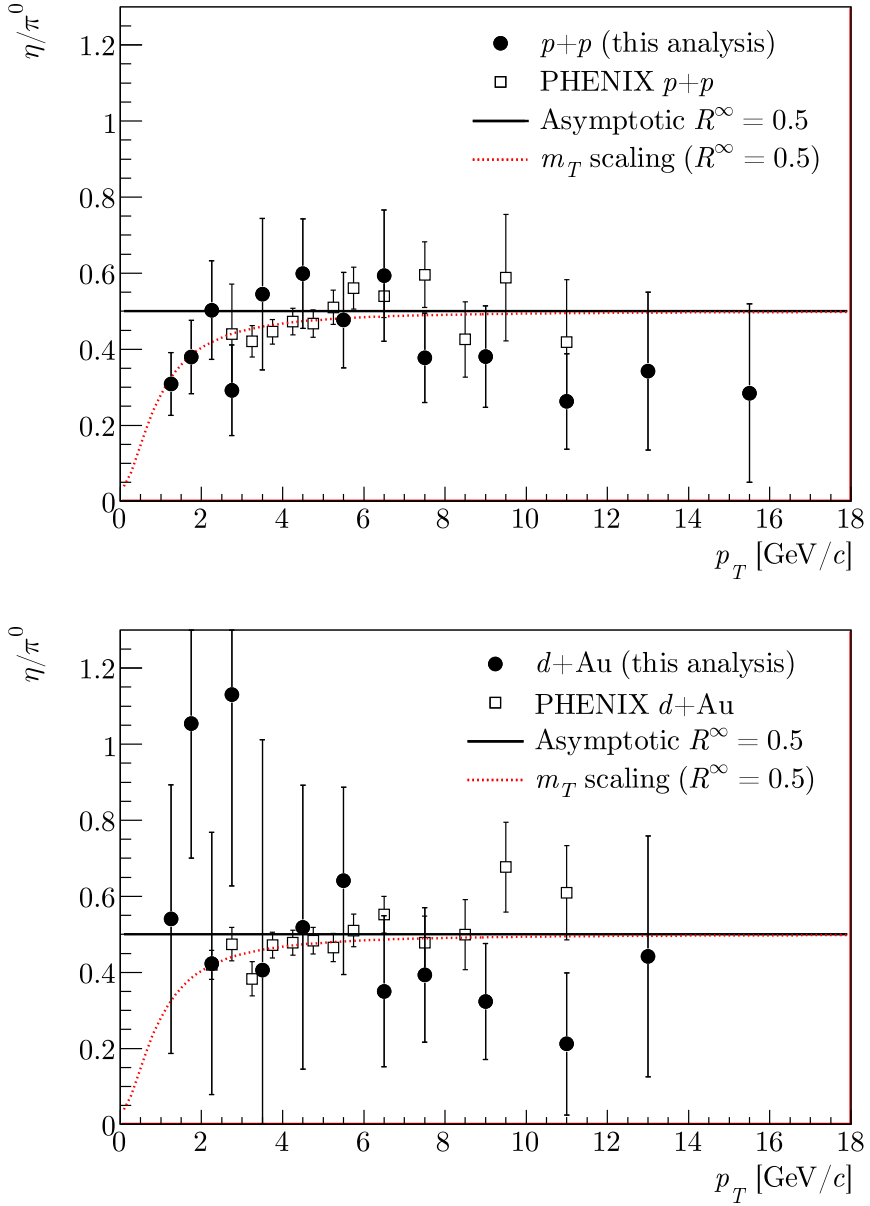 η/π⁰
1.2
1
0.8
0.6
0.4
0.2
0
p+p (this analysis)
PHENIX p+p
Asymptotic R^∞ = 0.5
m_T scaling (R^∞ = 0.5)
0 2 4 6 8 10 12 14 16 18
p_T [GeV/c]
η/π⁰
1.2
1
0.8
0.6
0.4
0.2
0
d+Au (this analysis)
PHENIX d+Au
Asymptotic R^∞ = 0.5
m_T scaling (R^∞ = 0.5)
0 2 4 6 8 10 12 14 16 18
p_T [GeV/c]